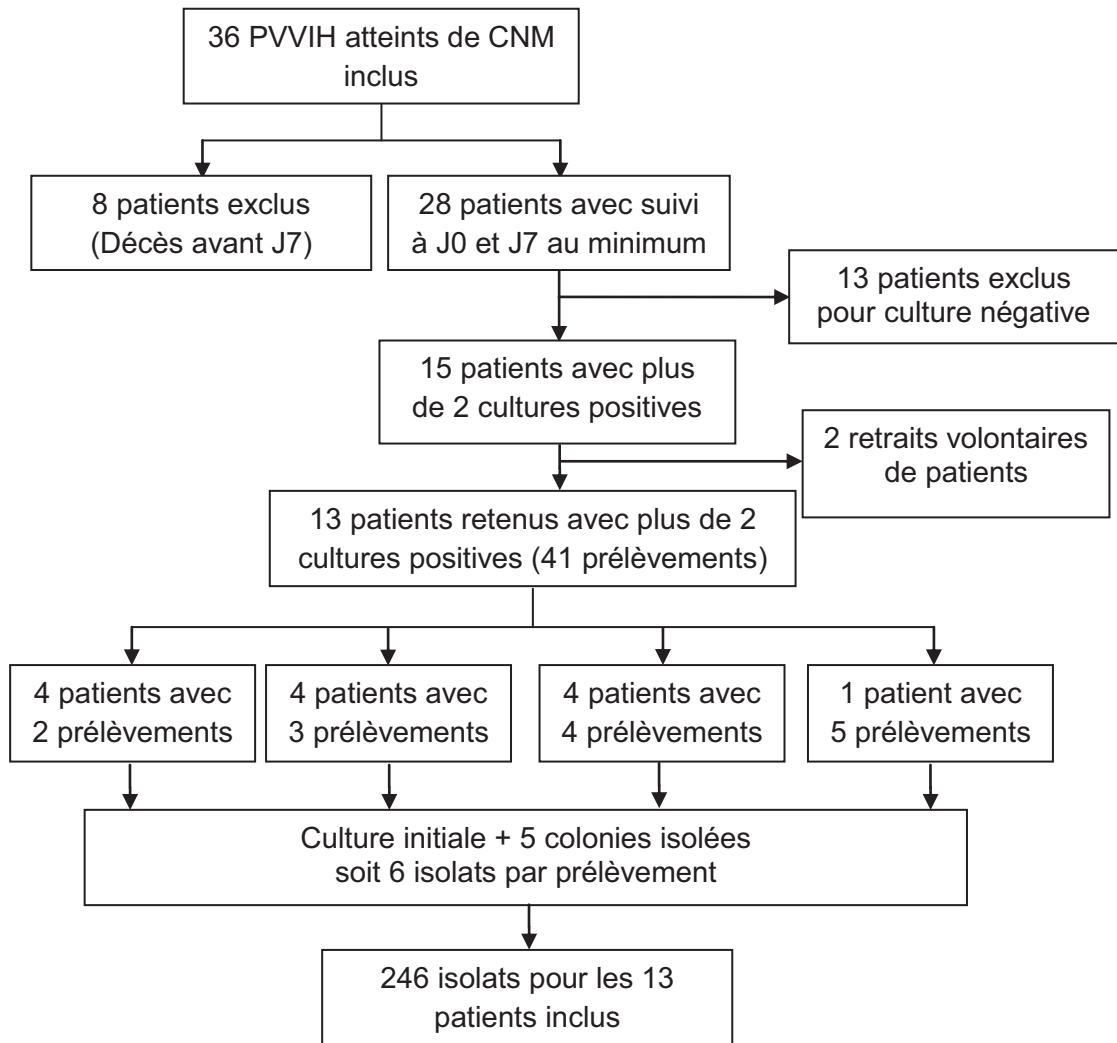 36 PVVIH atteints de CNM
inclus
8 patients exclus
(Décès avant J7)
28 patients avec suivi
à J0 et J7 au minimum
13 patients exclus
pour culture négative
15 patients avec plus
de 2 cultures positives
2 retraits volontaires
de patients
13 patients retenus avec plus de 2
cultures positives (41 prélèvements)
4 patients avec
2 prélèvements
4 patients avec
3 prélèvements
4 patients avec
4 prélèvements
1 patient avec
5 prélèvements
Culture initiale + 5 colonies isolées
soit 6 isolats par prélèvement
246 isolats pour les 13
patients inclus